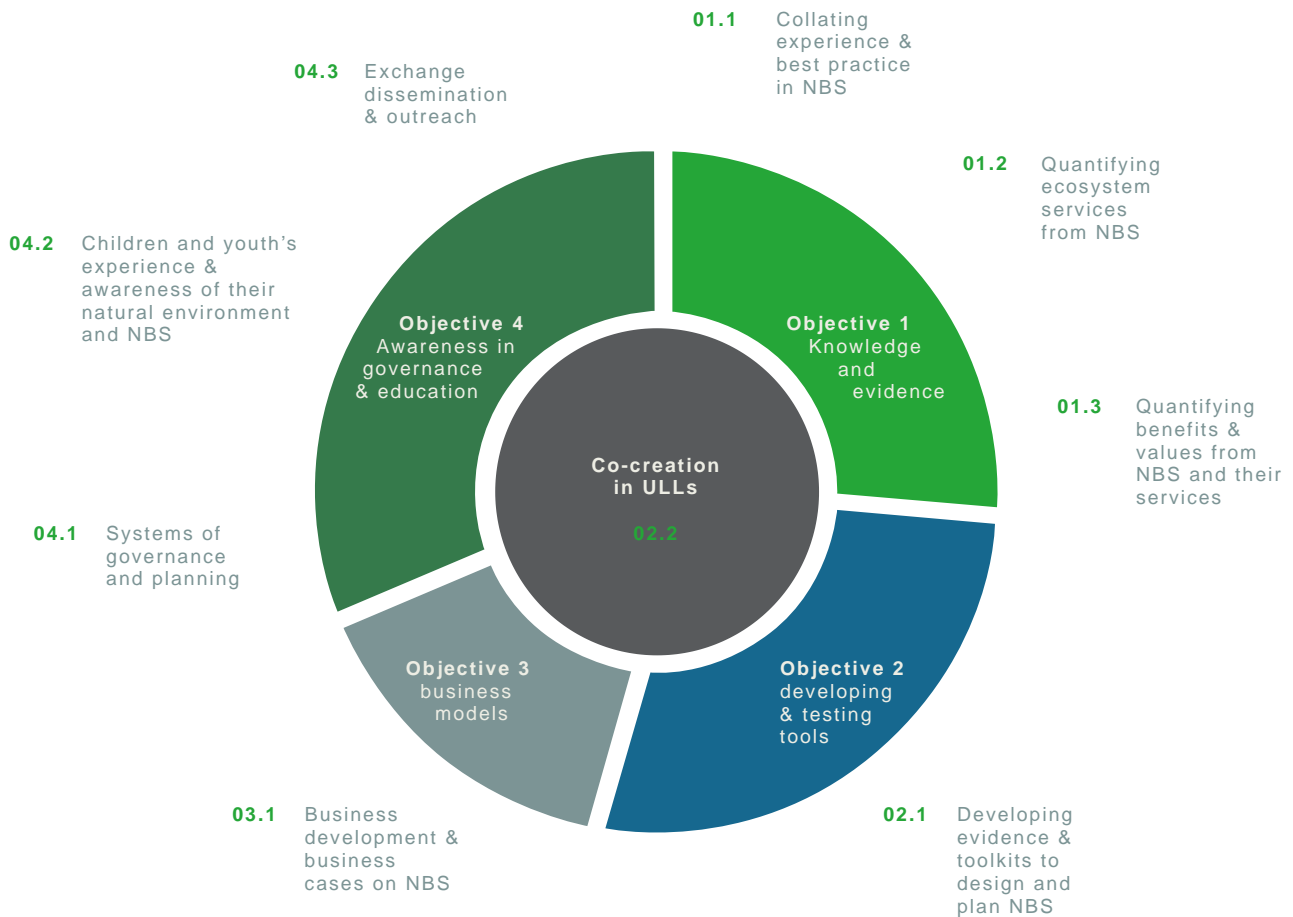 01.1 Collating
experience &
best practice
in NBS
01.2 Quantifying
ecosystem
services
from NBS
01.3 Quantifying
benefits &
values from
NBS and their
services
02.1 Developing
evidence &
toolkits to
design and
plan NBS
03.1 Business
development &
business
cases on NBS
04.1 Systems of
governance
and planning
04.2 Children and youth’s
experience &
awareness of their
natural environment
and NBS
04.3 Exchange
dissemination
& outreach
Objective 1
Knowledge
and
evidence
Objective 2
developing
& testing
tools
Objective 3
business
models
Objective 4
Awareness in
governance
& education
Co-creation
in ULLs
02.2